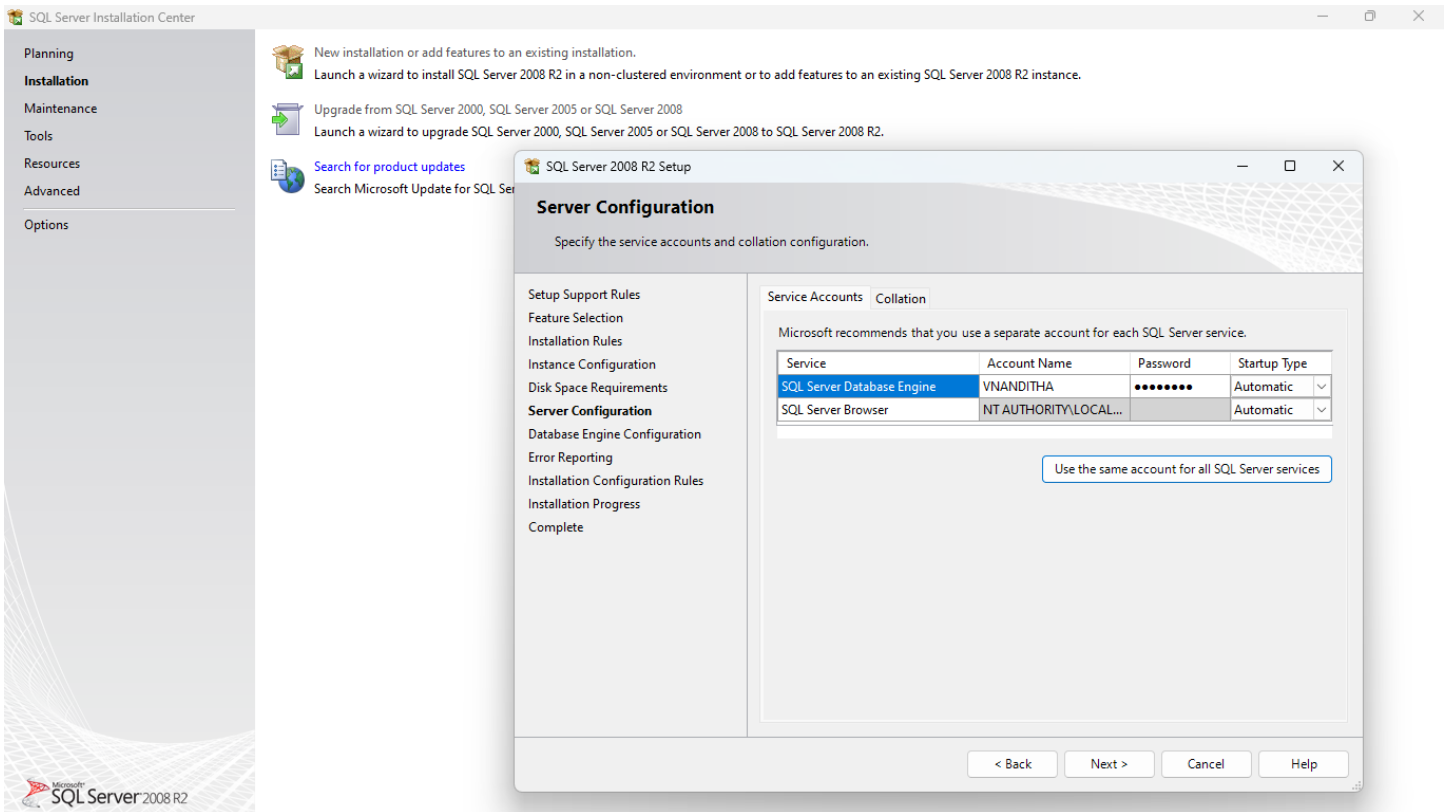 SQL Server Installation Center
Planning
Installation
Maintenance
Tools
Resources
Advanced
Options
Microsoft
SQL Server 2008 R2
New installation or add features to an existing installation.
Launch a wizard to install SQL Server 2008 R2 in a non-clustered environment or to add features to an existing SQL Server 2008 R2 instance.
Upgrade from SQL Server 2000, SQL Server 2005 or SQL Server 2008
Launch a wizard to upgrade SQL Server 2000, SQL Server 2005 or SQL Server 2008 to SQL Server 2008 R2.
Search for product updates
Search Microsoft Update for SQL Ser
SQL Server 2008 R2 Setup
Server Configuration
Specify the service accounts and collation configuration.
Setup Support Rules
Feature Selection
Installation Rules
Instance Configuration
Disk Space Requirements
Server Configuration
Database Engine Configuration
Error Reporting
Installation Configuration Rules
Installation Progress
Complete
Service Accounts Collation
Microsoft recommends that you use a separate account for each SQL Server service.
Service Account Name Password Startup Type
SQL Server Database Engine VNANDITHA ●●●●●●●● Automatic
SQL Server Browser NT AUTHORITY\LOCAL... Automatic
Use the same account for all SQL Server services
< Back Next > Cancel Help